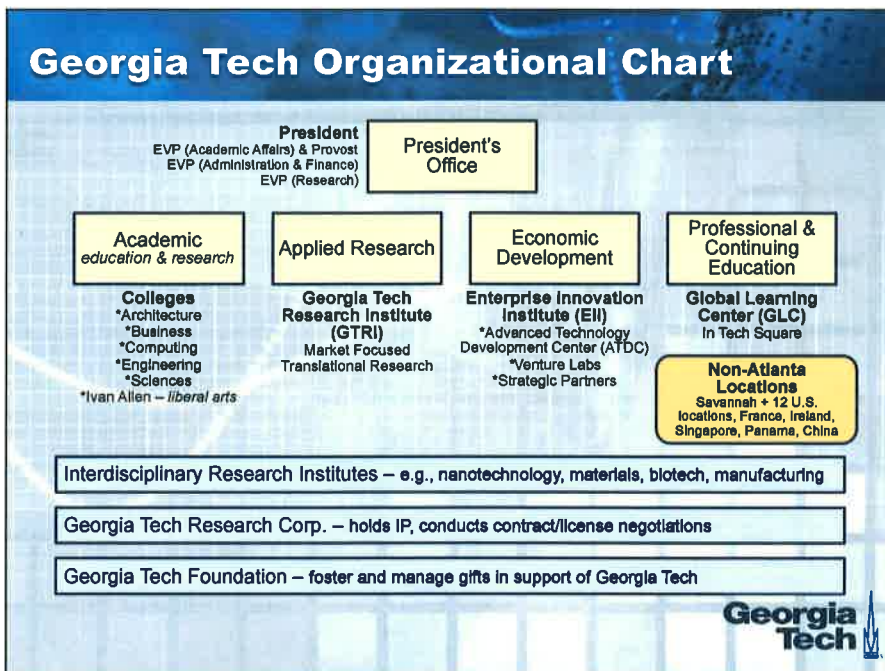 Georgia Tech Organizational Chart
President
EVP (Academic Affairs) & Provost
EVP (Administration & Finance)
EVP (Research)
President's
Office
Academic
education & research
Applied Research
Economic
Development
Professional &
Continuing
Education
Colleges
*Architecture
*Business
*Computing
*Engineering
*Sciences
*Ivan Allen – liberal arts
Georgia Tech
Research Institute
(GTRI)
Market Focused
Translational Research
Enterprise Innovation
Institute (EII)
*Advanced Technology
Development Center (ATDC)
*Venture Labs
*Strategic Partners
Global Learning
Center (GLC)
In Tech Square
Non-Atlanta
Locations
Savannah + 12 U.S.
locations, France, Ireland,
Singapore, Panama, China
Interdisciplinary Research Institutes – e.g., nanotechnology, materials, biotech, manufacturing
Georgia Tech Research Corp. – holds IP, conducts contract/license negotiations
Georgia Tech Foundation – foster and manage gifts in support of Georgia Tech
Georgia
Tech